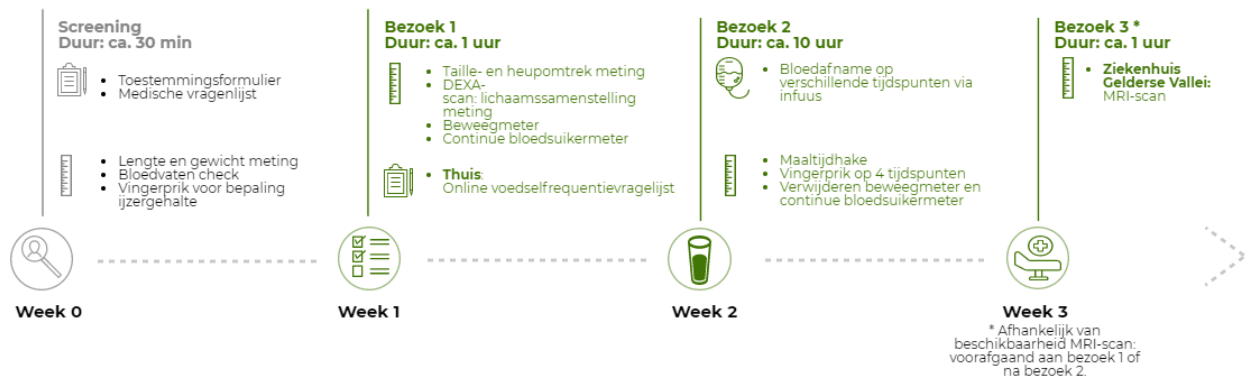 Screening
Duur: ca. 30 min
Toestemmingsformulier
Medische vragenlijst
Lengte en gewicht meting
Bloedvaten check
Vingerprik voor bepaling
ijzergehalte
Week 0
Bezoek 1
Duur: ca. 1 uur
Taille- en heupomtrek meting
DEXA-
scan: lichaamssamenstelling
meting
Beweegmeter
Continue bloedsuikermeter
Thuis:
Online voedselfrequentievragelijst
Week 1
Bezoek 2
Duur: ca. 10 uur
Bloedafname op
verschillende tijdspunten via
infuus
Maaltijdhake
Vingerprik op 4 tijdspunten
Verwijderen beweegmeter en
continue bloedsuikermeter
Week 2
Bezoek 3 *
Duur: ca. 1 uur
Ziekenhuis
Gelderse Vallei:
MRI-scan
Week 3
* Afhankelijk van
beschikbaarheid MRI-scan:
voorafgaand aan bezoek 1 of
na bezoek 2.